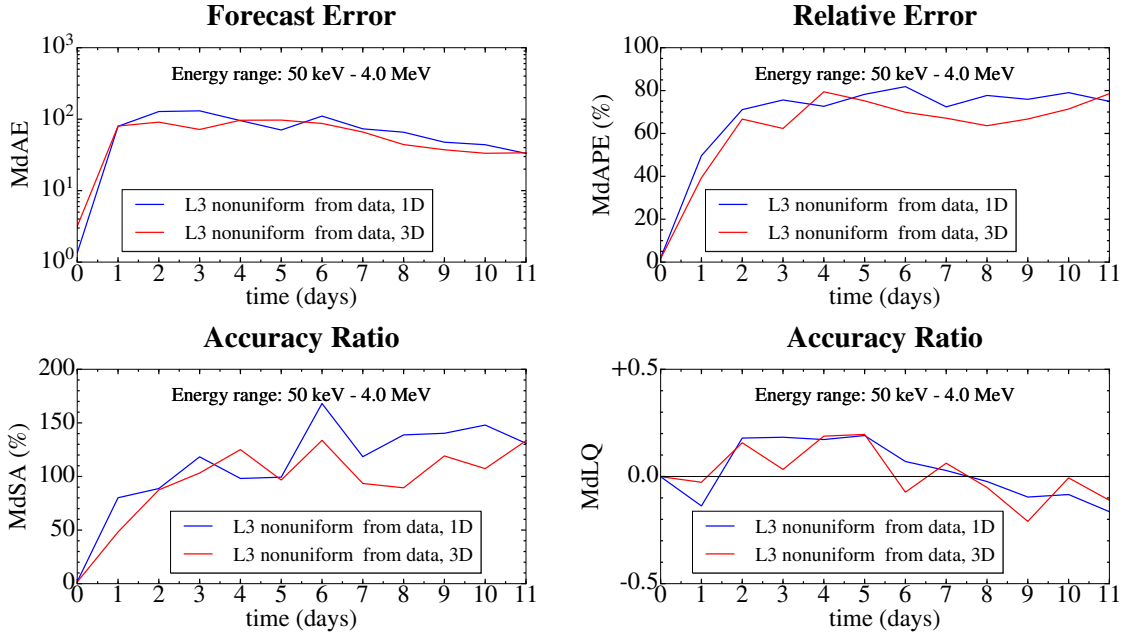 Forecast Error
10³
10²
10¹
10⁰
MdAE
Energy range: 50 keV - 4.0 MeV
L3 nonuniform from data, 1D
L3 nonuniform from data, 3D
0 1 2 3 4 5 6 7 8 9 10 11
time (days)
Relative Error
100
80
60
40
20
0
MdAPE (%)
Energy range: 50 keV - 4.0 MeV
L3 nonuniform from data, 1D
L3 nonuniform from data, 3D
0 1 2 3 4 5 6 7 8 9 10 11
time (days)
Accuracy Ratio
200
150
100
50
0
MdSA (%)
Energy range: 50 keV - 4.0 MeV
L3 nonuniform from data, 1D
L3 nonuniform from data, 3D
0 1 2 3 4 5 6 7 8 9 10 11
time (days)
Accuracy Ratio
+0.5
0.0
-0.5
MdLQ
Energy range: 50 keV - 4.0 MeV
L3 nonuniform from data, 1D
L3 nonuniform from data, 3D
0 1 2 3 4 5 6 7 8 9 10 11
time (days)